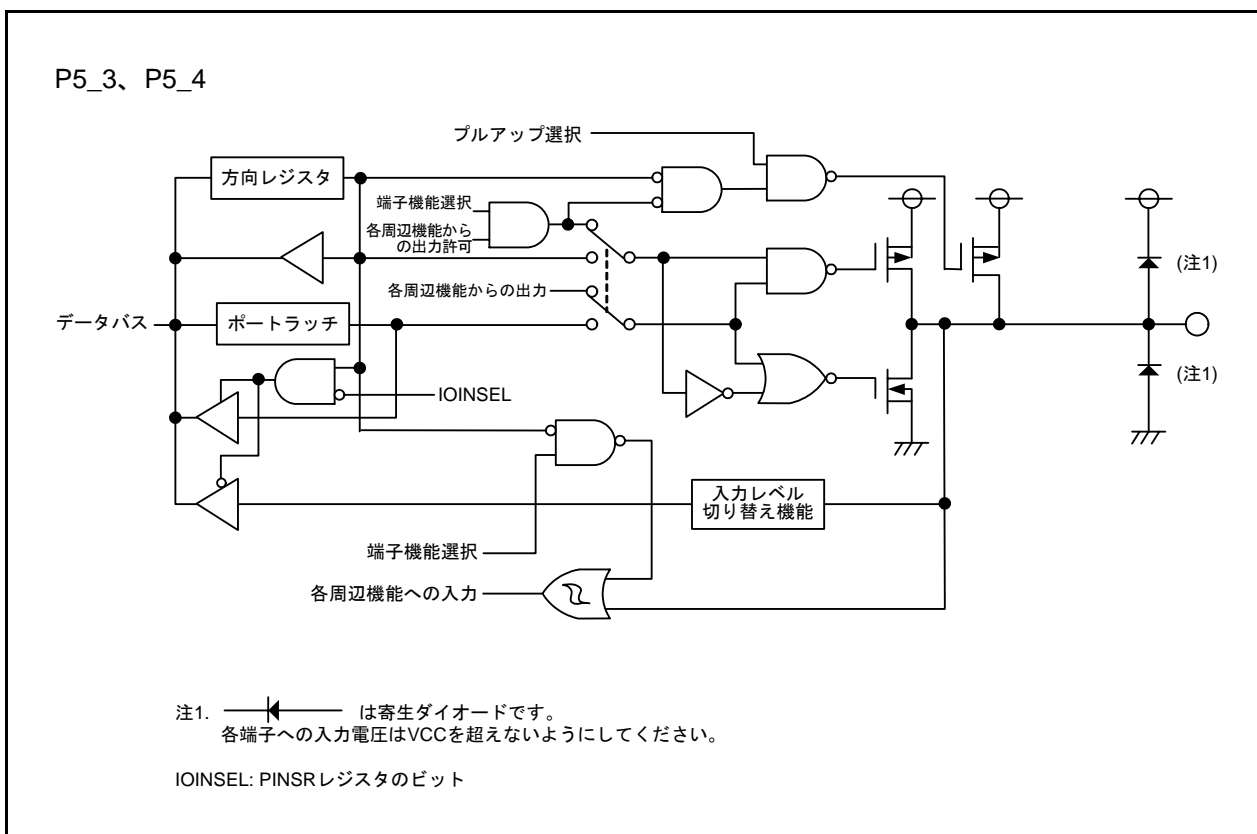 P5_3、P5_4
プルアップ選択
方向レジスタ
端子機能選択
各周辺機能から
の出力許可
(注1)
各周辺機能からの出力
データバス
ポートラッチ
(注1)
IOINSEL
入力レベル
切り替え機能
端子機能選択
各周辺機能への入力
注1. は寄生ダイオードです。
各端子への入力電圧はVCCを超えないようにしてください。
IOINSEL: PINSRレジスタのビット